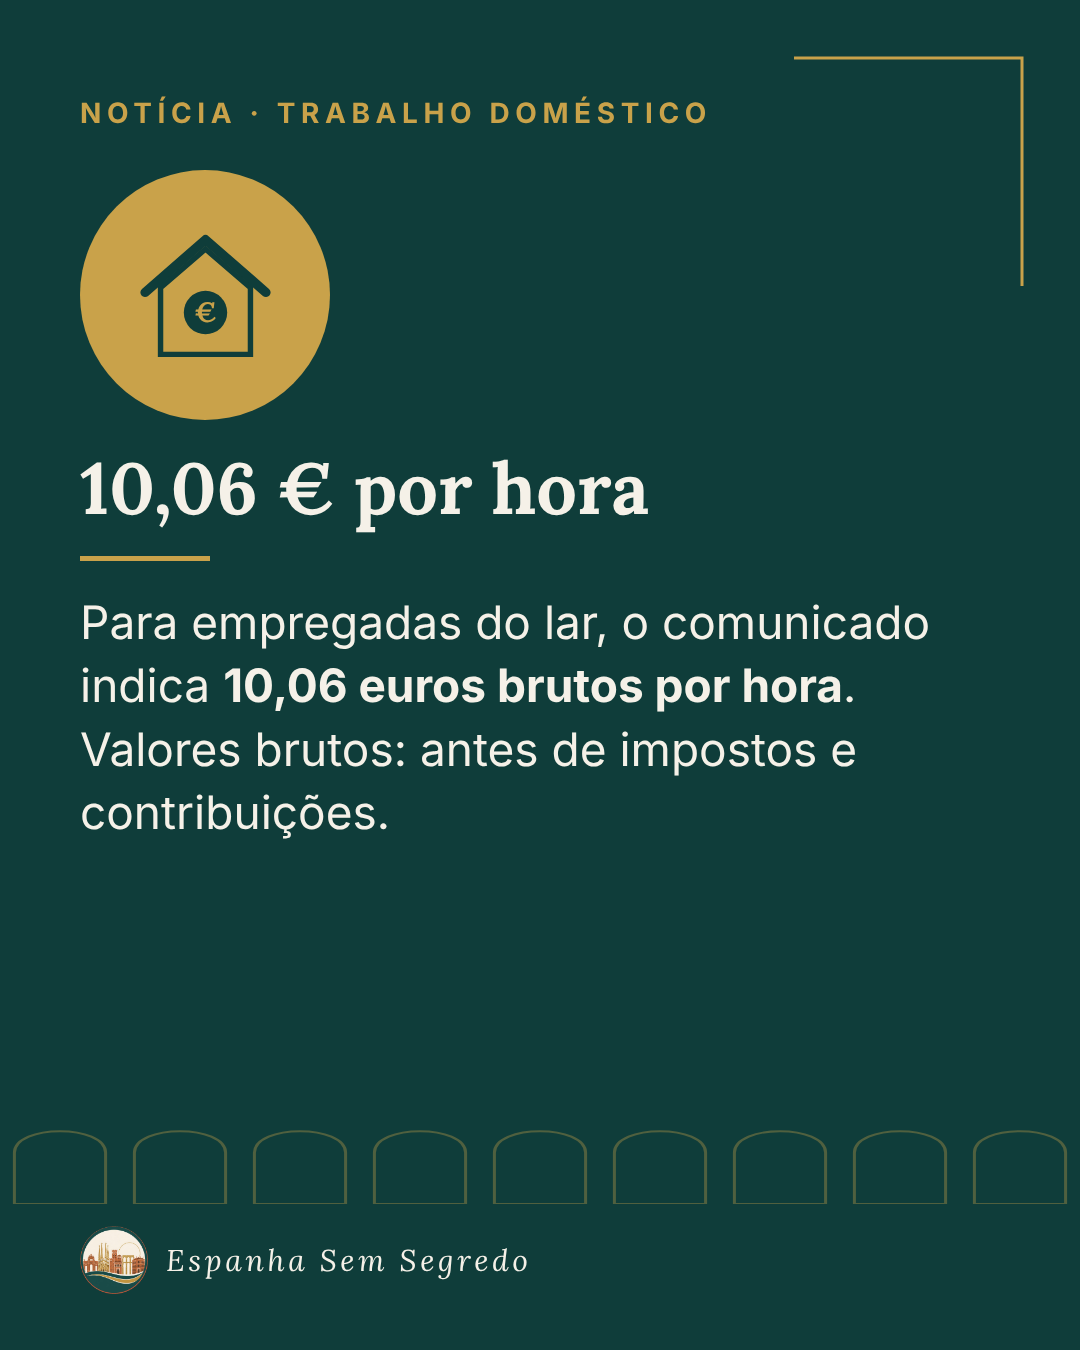 NOTÍCIA · TRABALHO DOMÉSTICO
€
10,06 € por hora
Para empregadas do lar, o comunicado
indica 10,06 euros brutos por hora.
Valores brutos: antes de impostos e
contribuições.
Espanha Sem Segredo